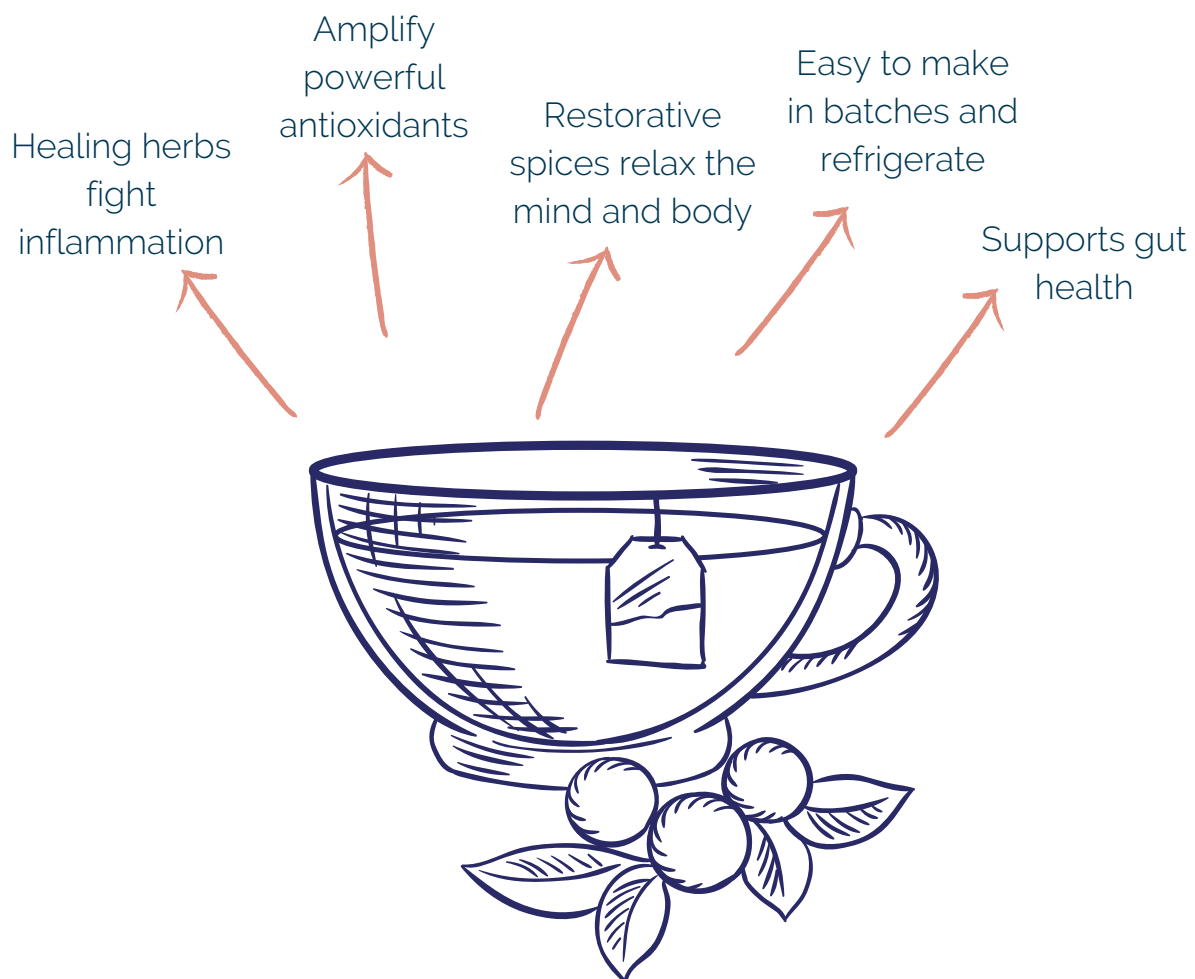 Healing herbs
fight
inflammation
Amplify
powerful
antioxidants
Restorative
spices relax the
mind and body
Easy to make
in batches and
refrigerate
Supports gut
health